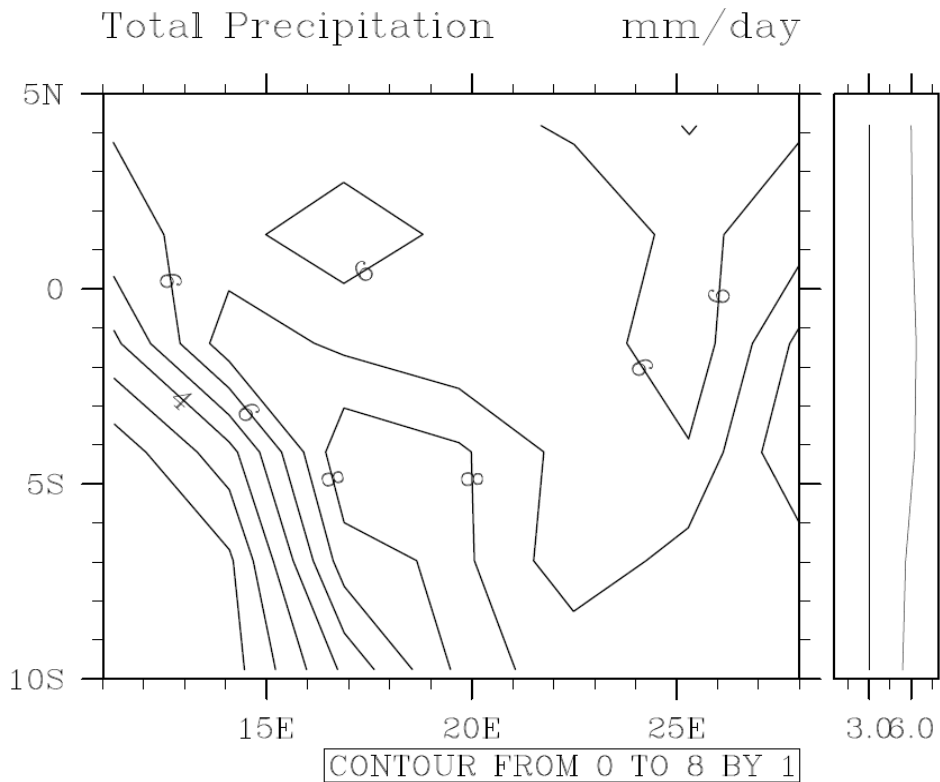 Total Precipitation mm/day
5N
0
5S
10S
6
6
6
6
4
6
8
8
15E 20E 25E 3.0 6.0
CONTOUR FROM 0 TO 8 BY 1